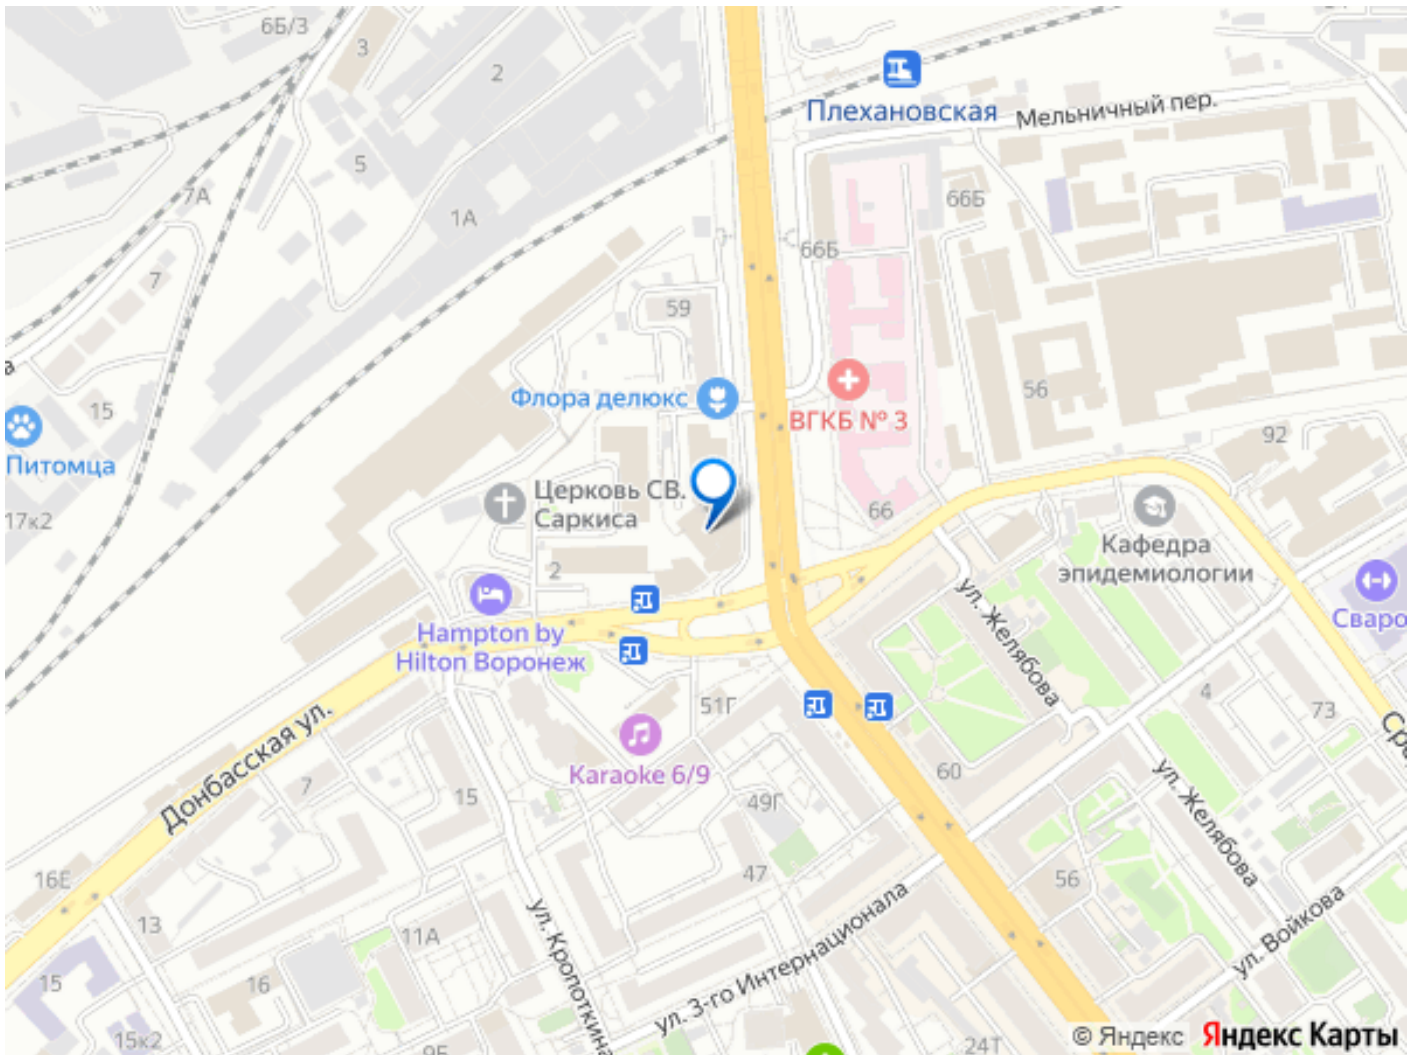 6Б/3
3
2
Плехановская
Мельничный пер.
5
7А
1А
66Б
66Б
7
59
Флора делюкс
ВГКБ № 3
56
15
92
Питомца
17к2
Церковь СВ.
Саркиса
66
Кафедра
эпидемиологии
2
ул. Желябова
Сваро
Hampton by
Hilton Воронеж
51Г
4
73
Донбасская ул.
Karaoke 6/9
7
15
60
49Г
ул. Желябова
16Е
47
56
13
11А
ул. Кропоткина
ул. 3-го Интернационала
ул. Войкова
15
16
15к2
24Т
© Яндекс Яндекс Карты